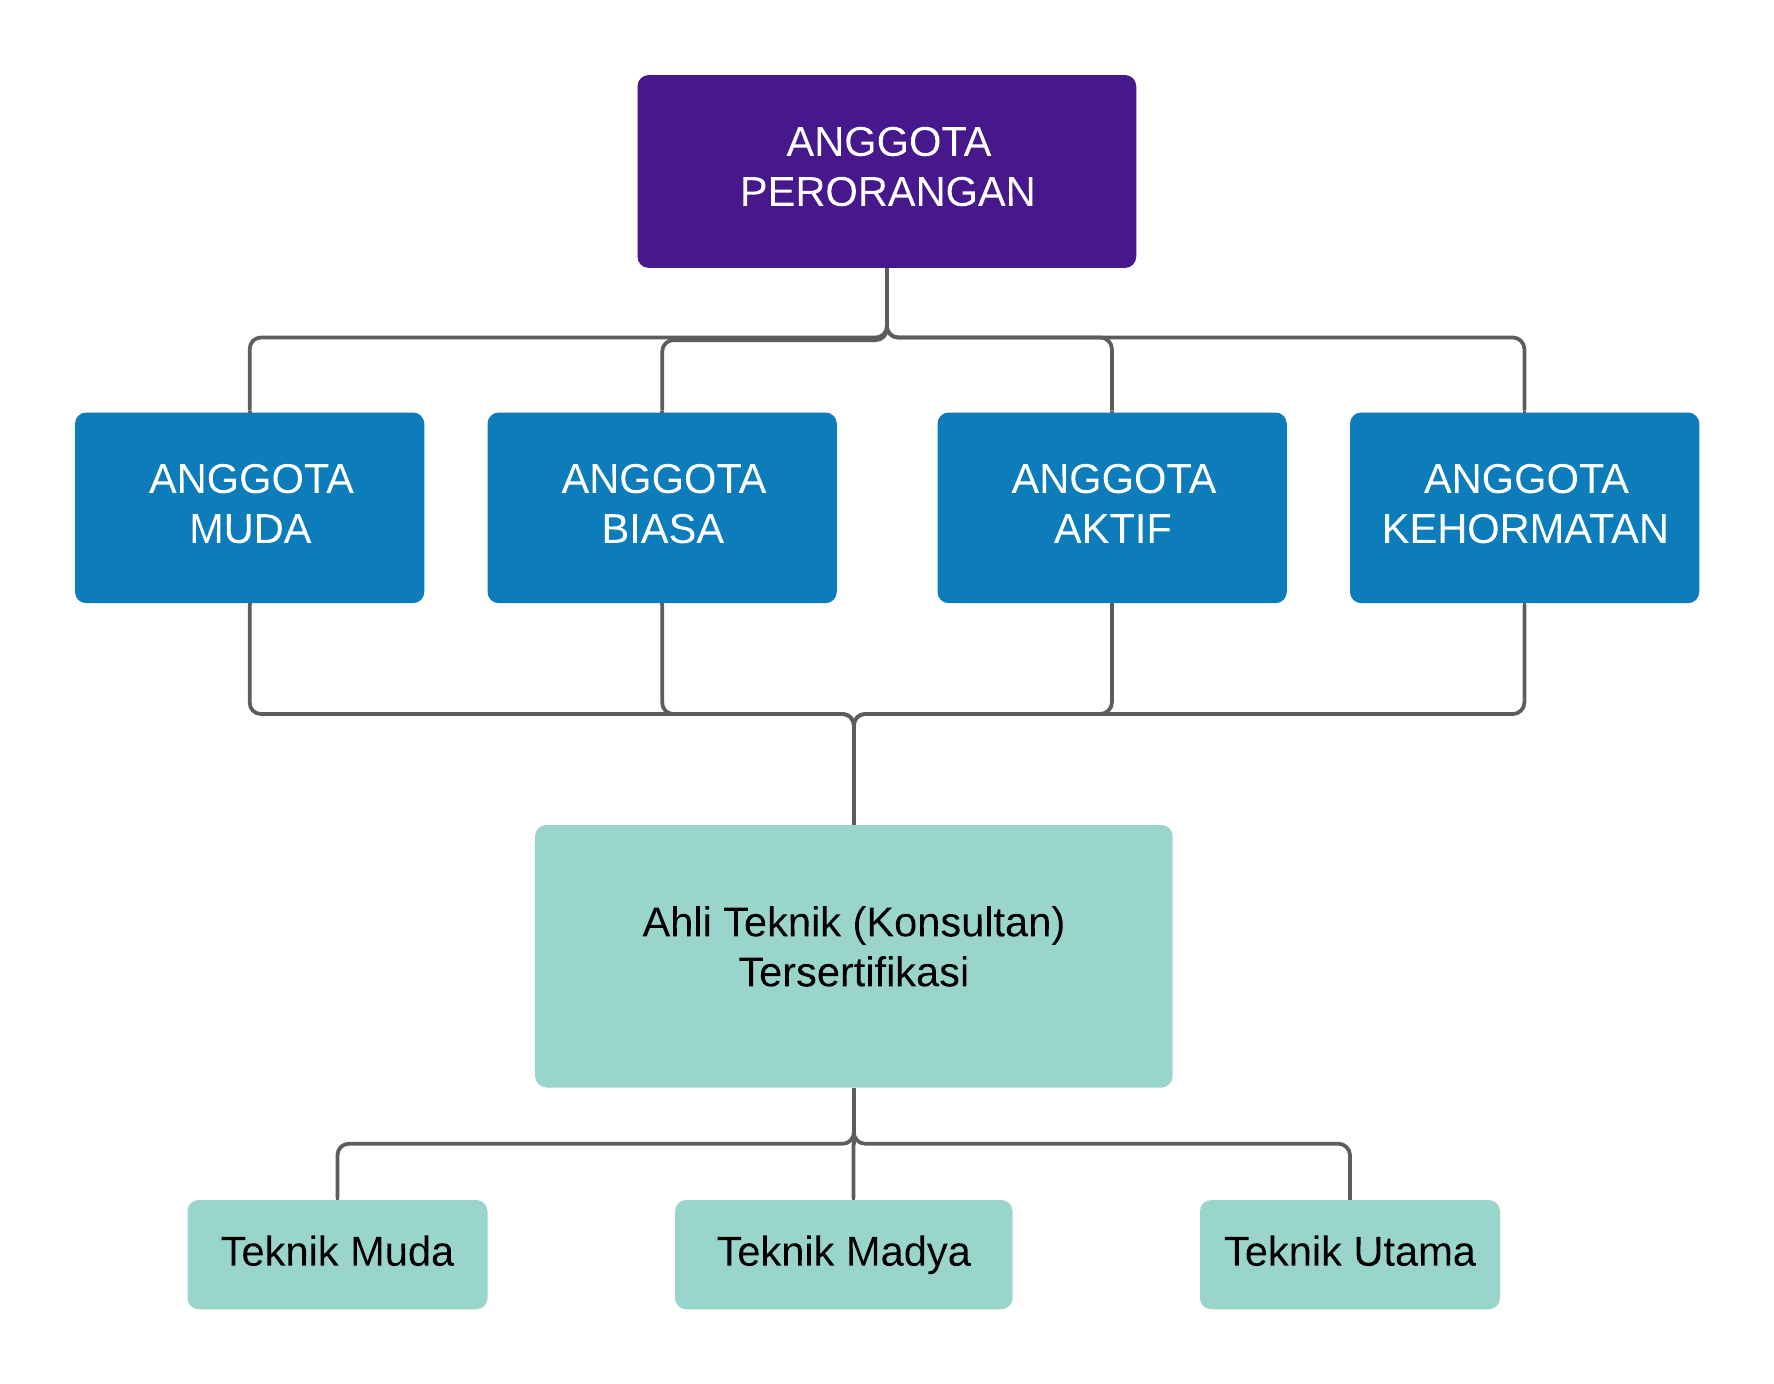 ANGGOTA
PERORANGAN
ANGGOTA
MUDA
ANGGOTA
BIASA
ANGGOTA
AKTIF
ANGGOTA
KEHORMATAN
Ahli Teknik (Konsultan)
Tersertifikasi
Teknik Muda
Teknik Madya
Teknik Utama